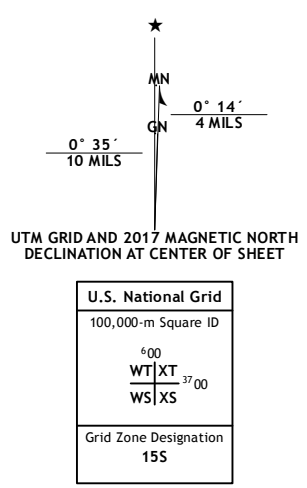 ★
MN
0° 14´
4 MILS
GN
0° 35´
10 MILS
UTM GRID AND 2017 MAGNETIC NORTH
DECLINATION AT CENTER OF SHEET
U.S. National Grid
100,000-m Square ID
⁶00
WT XT
³⁷00
WS XS
Grid Zone Designation
15S